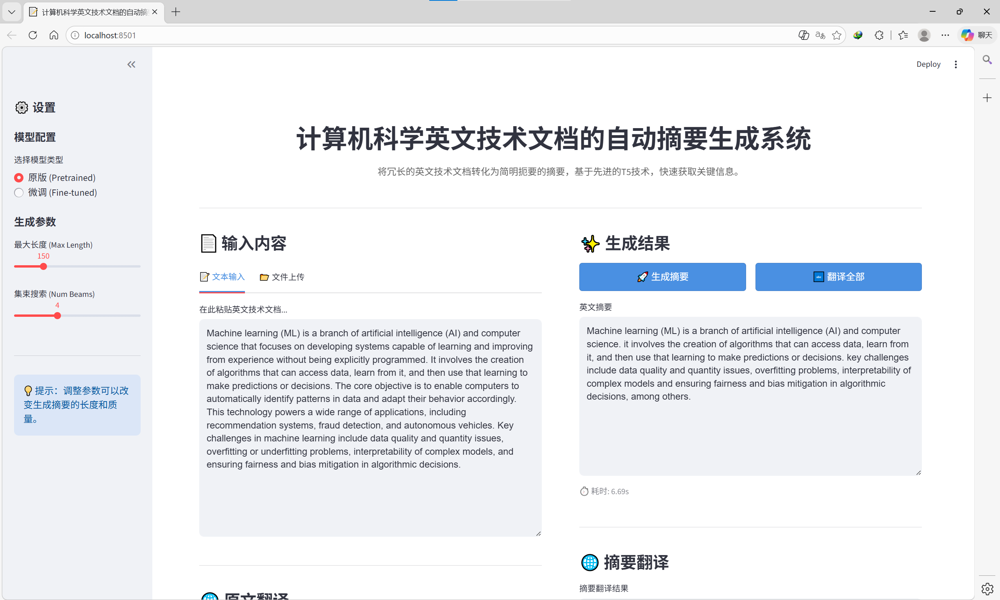 计算机科学英文技术文档的自动摘
localhost:8501
聊天
Deploy
设置
模型配置
选择模型类型
原版 (Pretrained)
微调 (Fine-tuned)
生成参数
最大长度 (Max Length)
150
集束搜索 (Num Beams)
4
提示：调整参数可以改
变生成摘要的长度和质
量。
计算机科学英文技术文档的自动摘要生成系统
将冗长的英文技术文档转化为简明扼要的摘要，基于先进的T5技术，快速获取关键信息。
输入内容
文本输入
文件上传
在此粘贴英文技术文档...
Machine learning (ML) is a branch of artificial intelligence (AI) and computer
science that focuses on developing systems capable of learning and improving
from experience without being explicitly programmed. It involves the creation
of algorithms that can access data, learn from it, and then use that learning to
make predictions or decisions. The core objective is to enable computers to
automatically identify patterns in data and adapt their behavior accordingly.
This technology powers a wide range of applications, including
recommendation systems, fraud detection, and autonomous vehicles. Key
challenges in machine learning include data quality and quantity issues,
overfitting or underfitting problems, interpretability of complex models, and
ensuring fairness and bias mitigation in algorithmic decisions.
原文翻译
生成结果
生成摘要
abc 翻译全部
英文摘要
Machine learning (ML) is a branch of artificial intelligence (AI) and computer
science. it involves the creation of algorithms that can access data, learn from
it, and then use that learning to make predictions or decisions. key challenges
include data quality and quantity issues, overfitting problems, interpretability of
complex models and ensuring fairness and bias mitigation in algorithmic
decisions, among others.
耗时: 6.69s
摘要翻译
摘要翻译结果